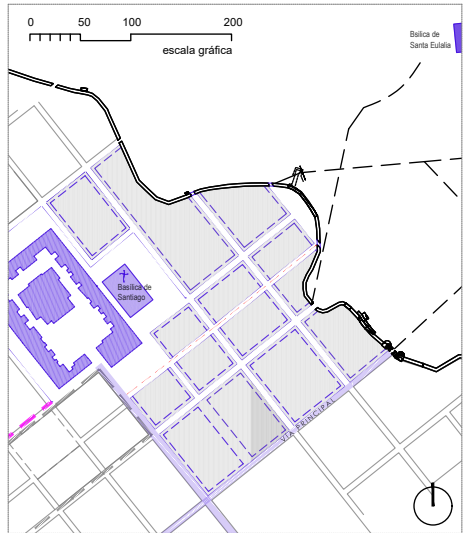 0 50 100 200
escala gráfica
Bsilica de
Santa Eulalia
Basílica de
Santiago
VIA PRINCIPAL